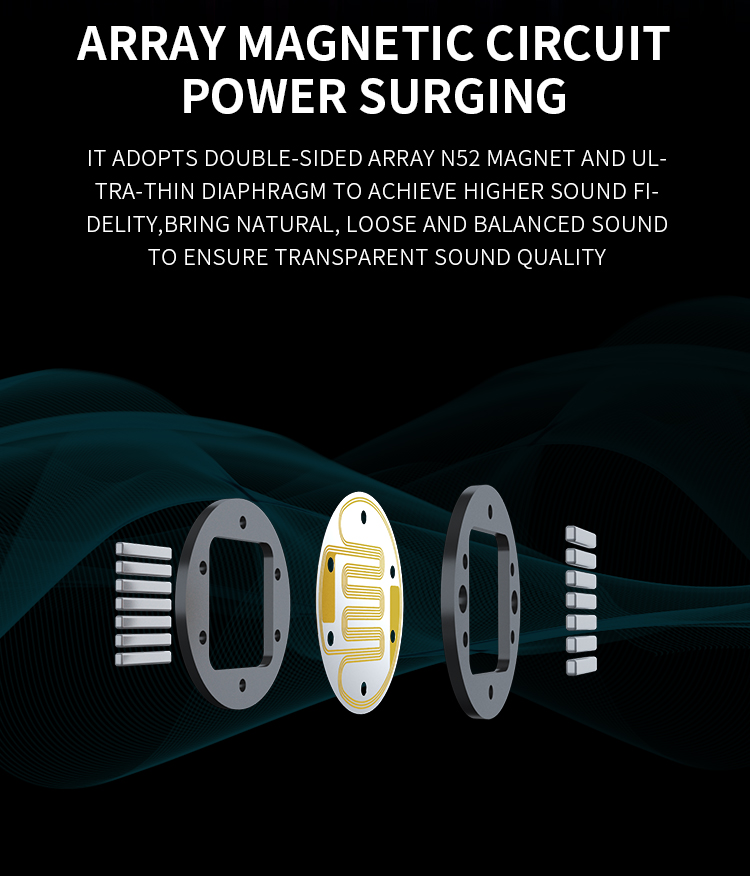 ARRAY MAGNETIC CIRCUIT
POWER SURGING
IT ADOPTS DOUBLE-SIDED ARRAY N52 MAGNET AND UL-
TRA-THIN DIAPHRAGM TO ACHIEVE HIGHER SOUND FI-
DELITY,BRING NATURAL, LOOSE AND BALANCED SOUND
TO ENSURE TRANSPARENT SOUND QUALITY